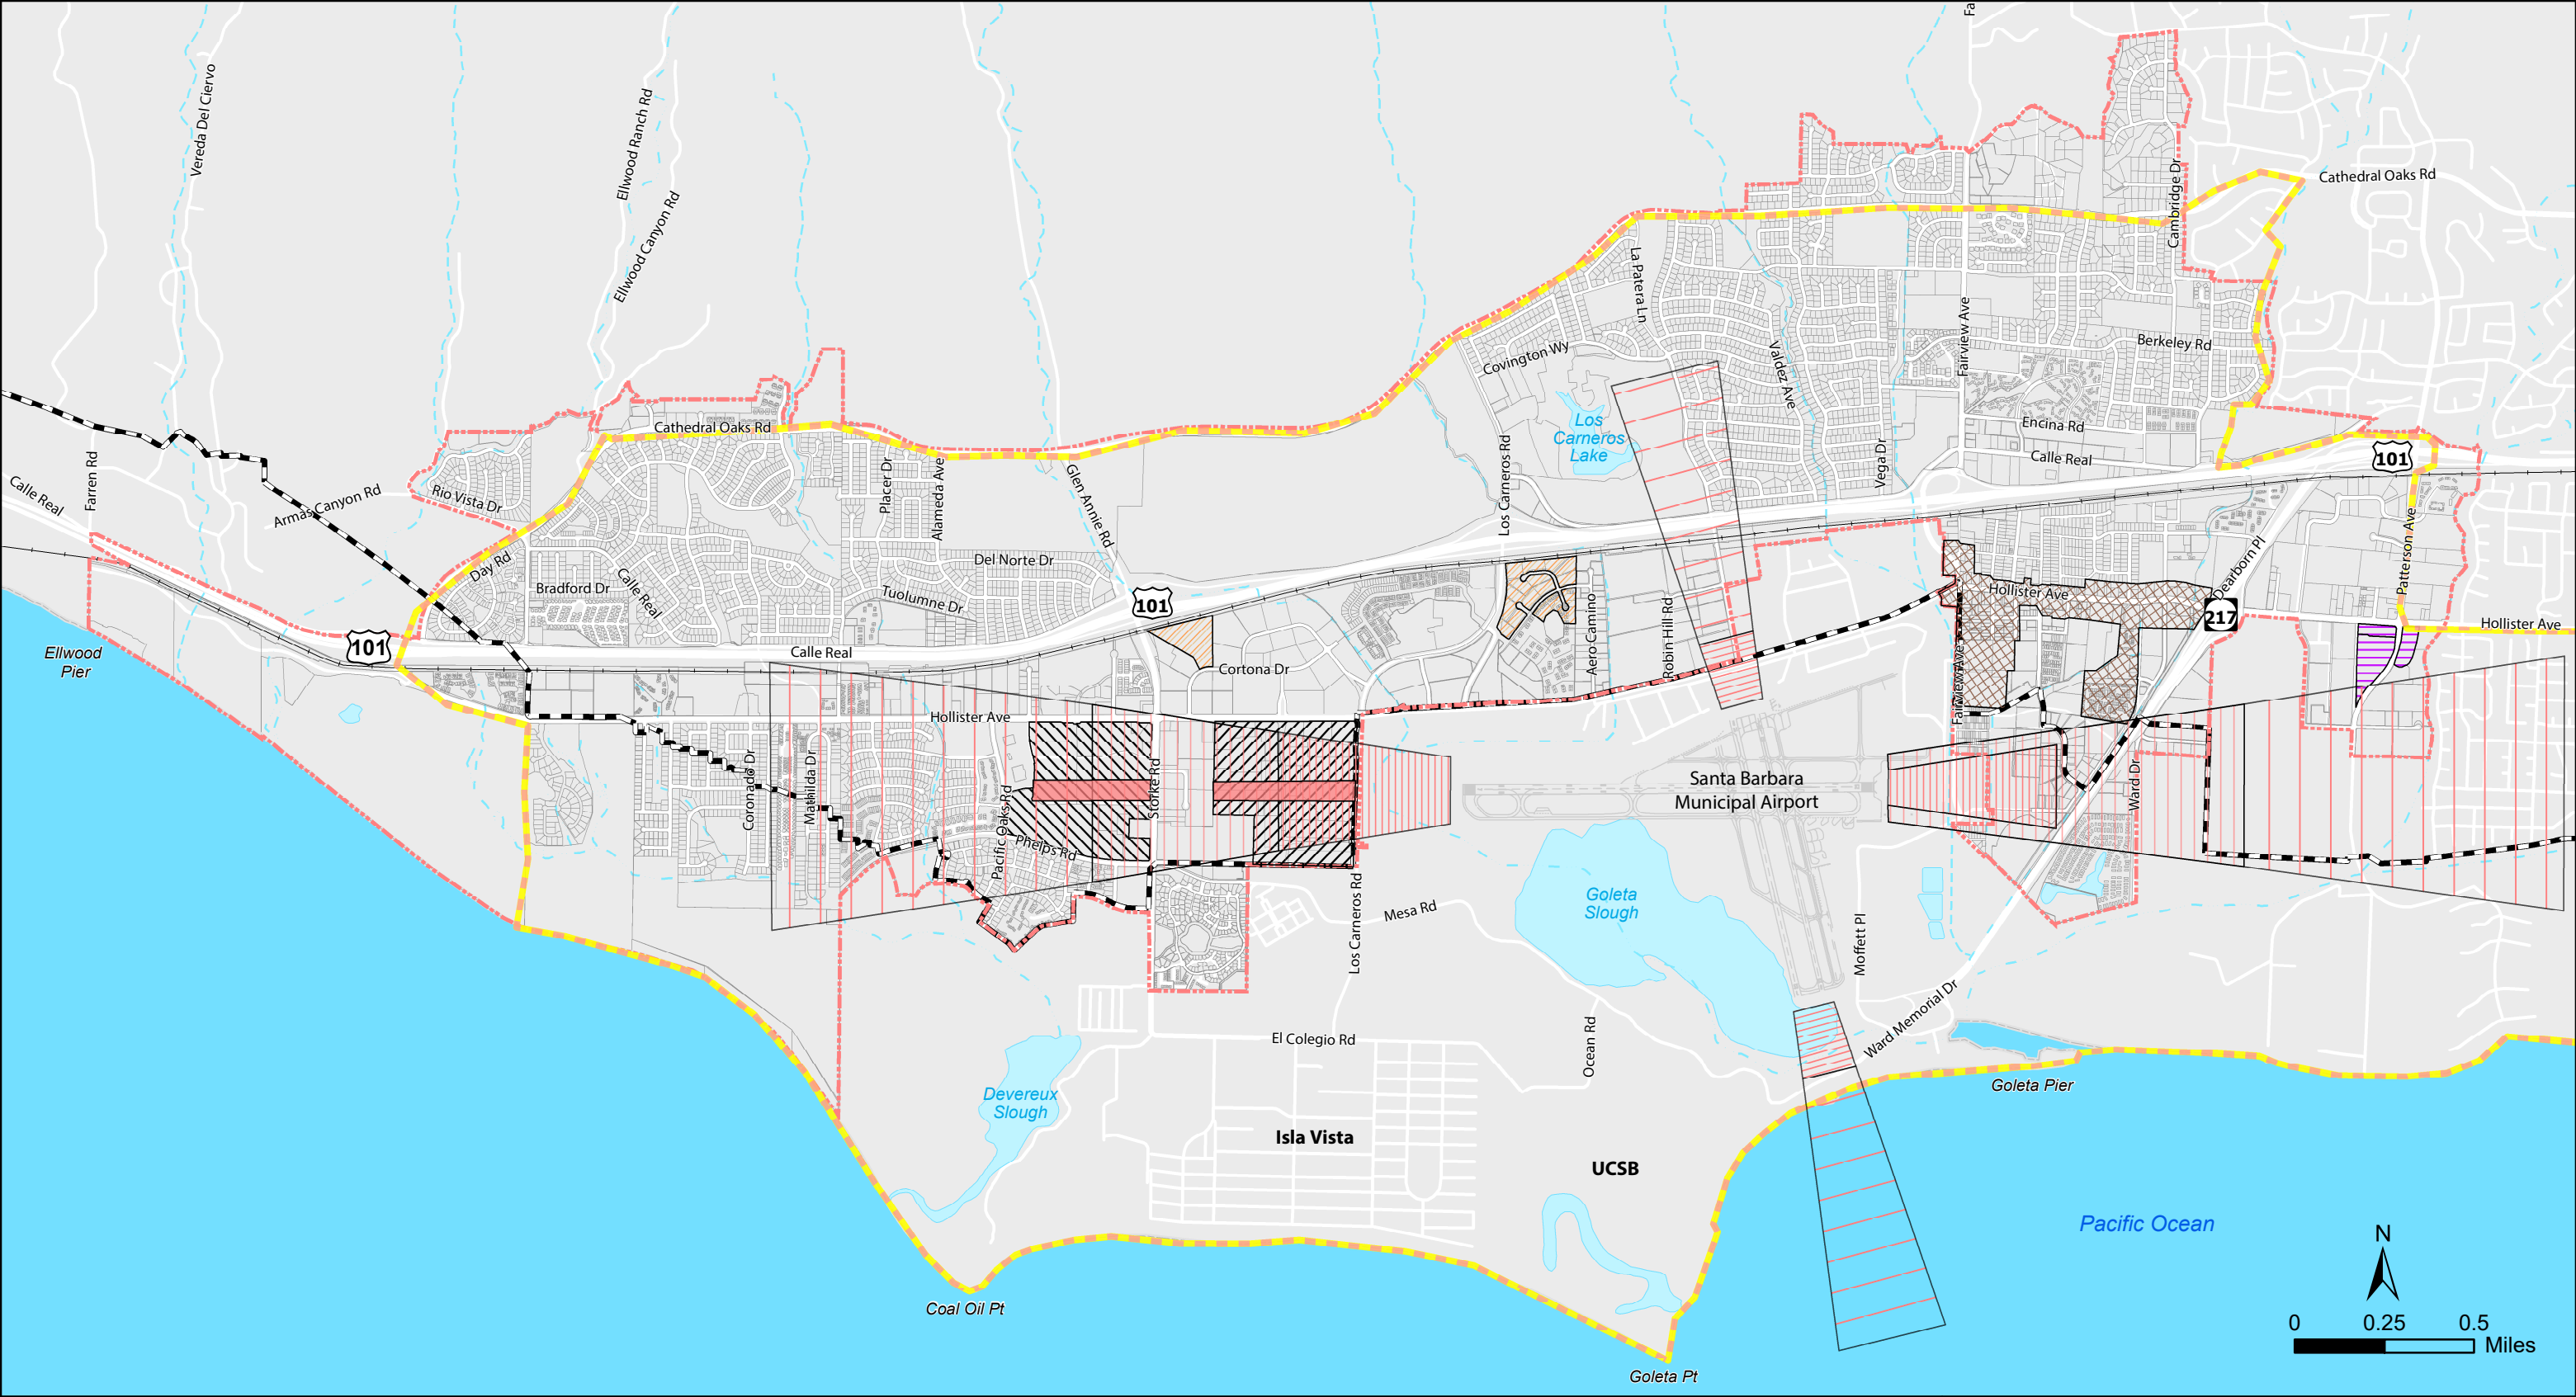 Fa
Vereda Del Ciervo
Ellwood Ranch Rd
Ellwood Canyon Rd
Cathedral Oaks Rd
Cambridge Dr
La Patera Ln
Covington Wy
Valdez Ave
Fairview Ave
Berkeley Rd
Los
Carneros
Lake
Encina Rd
Calle Real
Vega Dr
101
Cathedral Oaks Rd
Placer Dr
Alameda Ave
Glen Annie Rd
Los Carneros Rd
Farren Rd
Calle Real
Armas Canyon Rd
Rio Vista Dr
Day Rd
Bradford Dr
Calle Real
Del Norte Dr
Tuolumne Dr
101
Aero Camino
Robin Hill Rd
Hollister Ave
Dearborn Pl
217
Patterson Ave
Hollister Ave
Ellwood
Pier
101
Calle Real
Cortona Dr
Fairview Ave
Hollister Ave
Coronado Dr
Mathilda Dr
Pacific Oaks Rd
Phelps Rd
Storke Rd
Santa Barbara
Municipal Airport
Ward Dr
Los Carneros Rd
Mesa Rd
Goleta
Slough
Moffett Pl
Ward Memorial Dr
El Colegio Rd
Ocean Rd
Goleta Pier
Devereux
Slough
Isla Vista
UCSB
Pacific Ocean
Coal Oil Pt
Goleta Pt
N
0 0.25 0.5
Miles